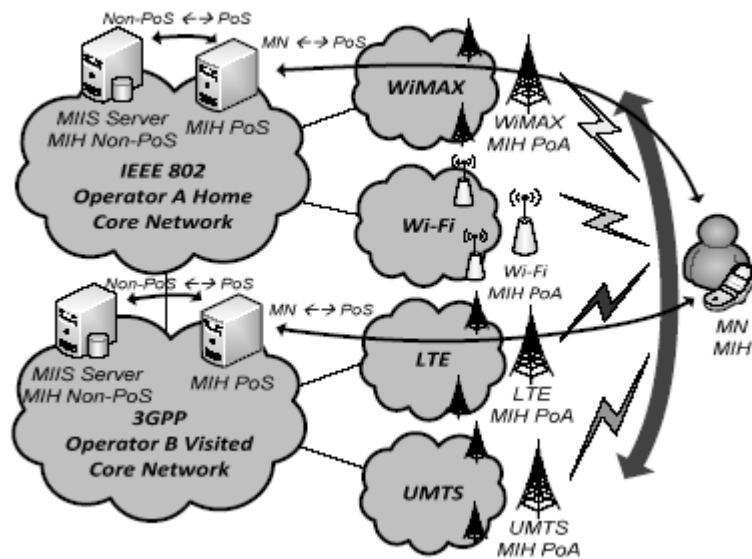 Non-PoS ←→ PoS
MN ←→ PoS
MIIS Server
MIH Non-PoS
MIH PoS
IEEE 802
Operator A Home
Core Network
WiMAX
WiMAX
MIH PoA
Wi-Fi
Wi-Fi
MIH PoA
Non-PoS ←→ PoS
MN ←→ PoS
MIIS Server
MIH Non-PoS
MIH PoS
3GPP
Operator B Visited
Core Network
LTE
LTE
MIH PoA
UMTS
UMTS
MIH PoA
MN
MIH